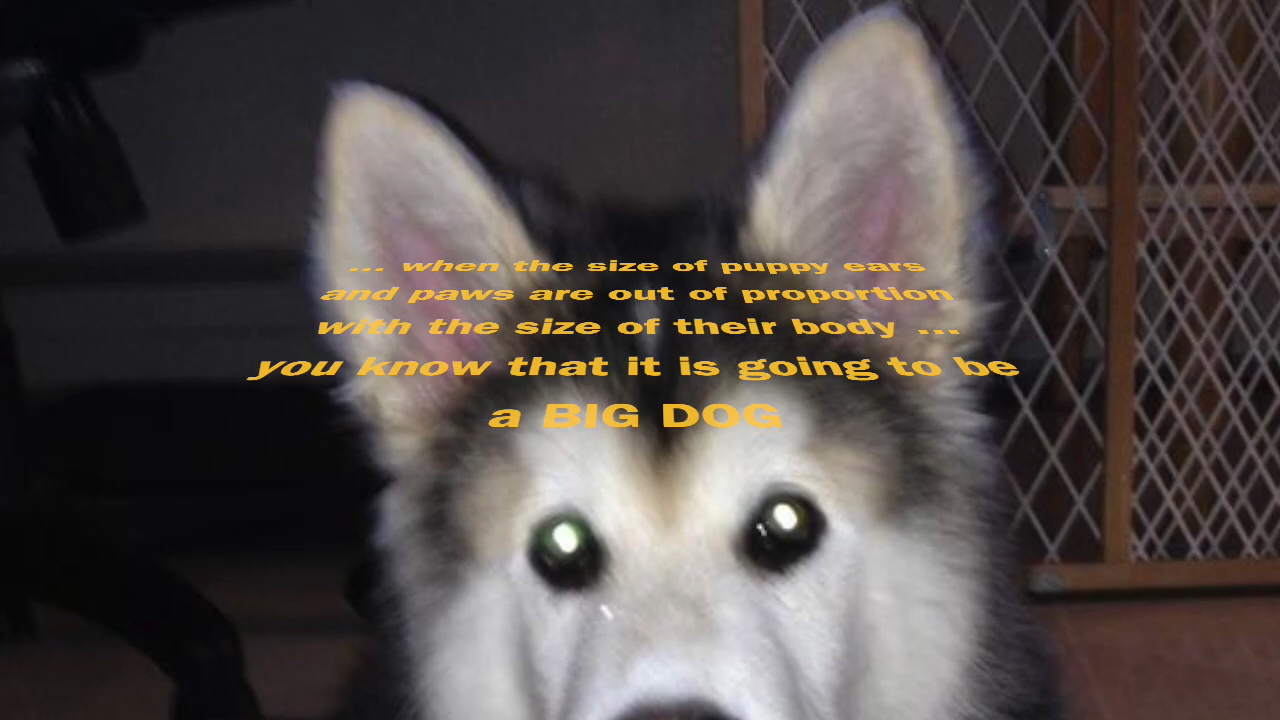 ... when the size of puppy ears
and paws are out of proportion
with the size of their body ...
you know that it is going to be
a BIG DOG